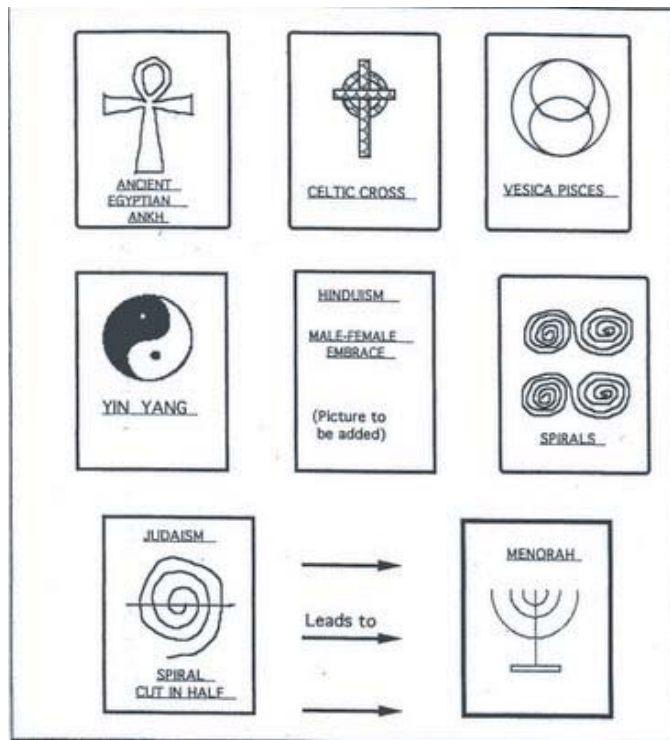 ANCIENT
EGYPTIAN
ANKH
CELTIC CROSS
VESICA PISCES
YIN YANG
HINDUISM
MALE-FEMALE
EMBRACE
(Picture to
be added)
SPIRALS
JUDAISM
SPIRAL
CUT IN HALF
Leads to
MENORAH